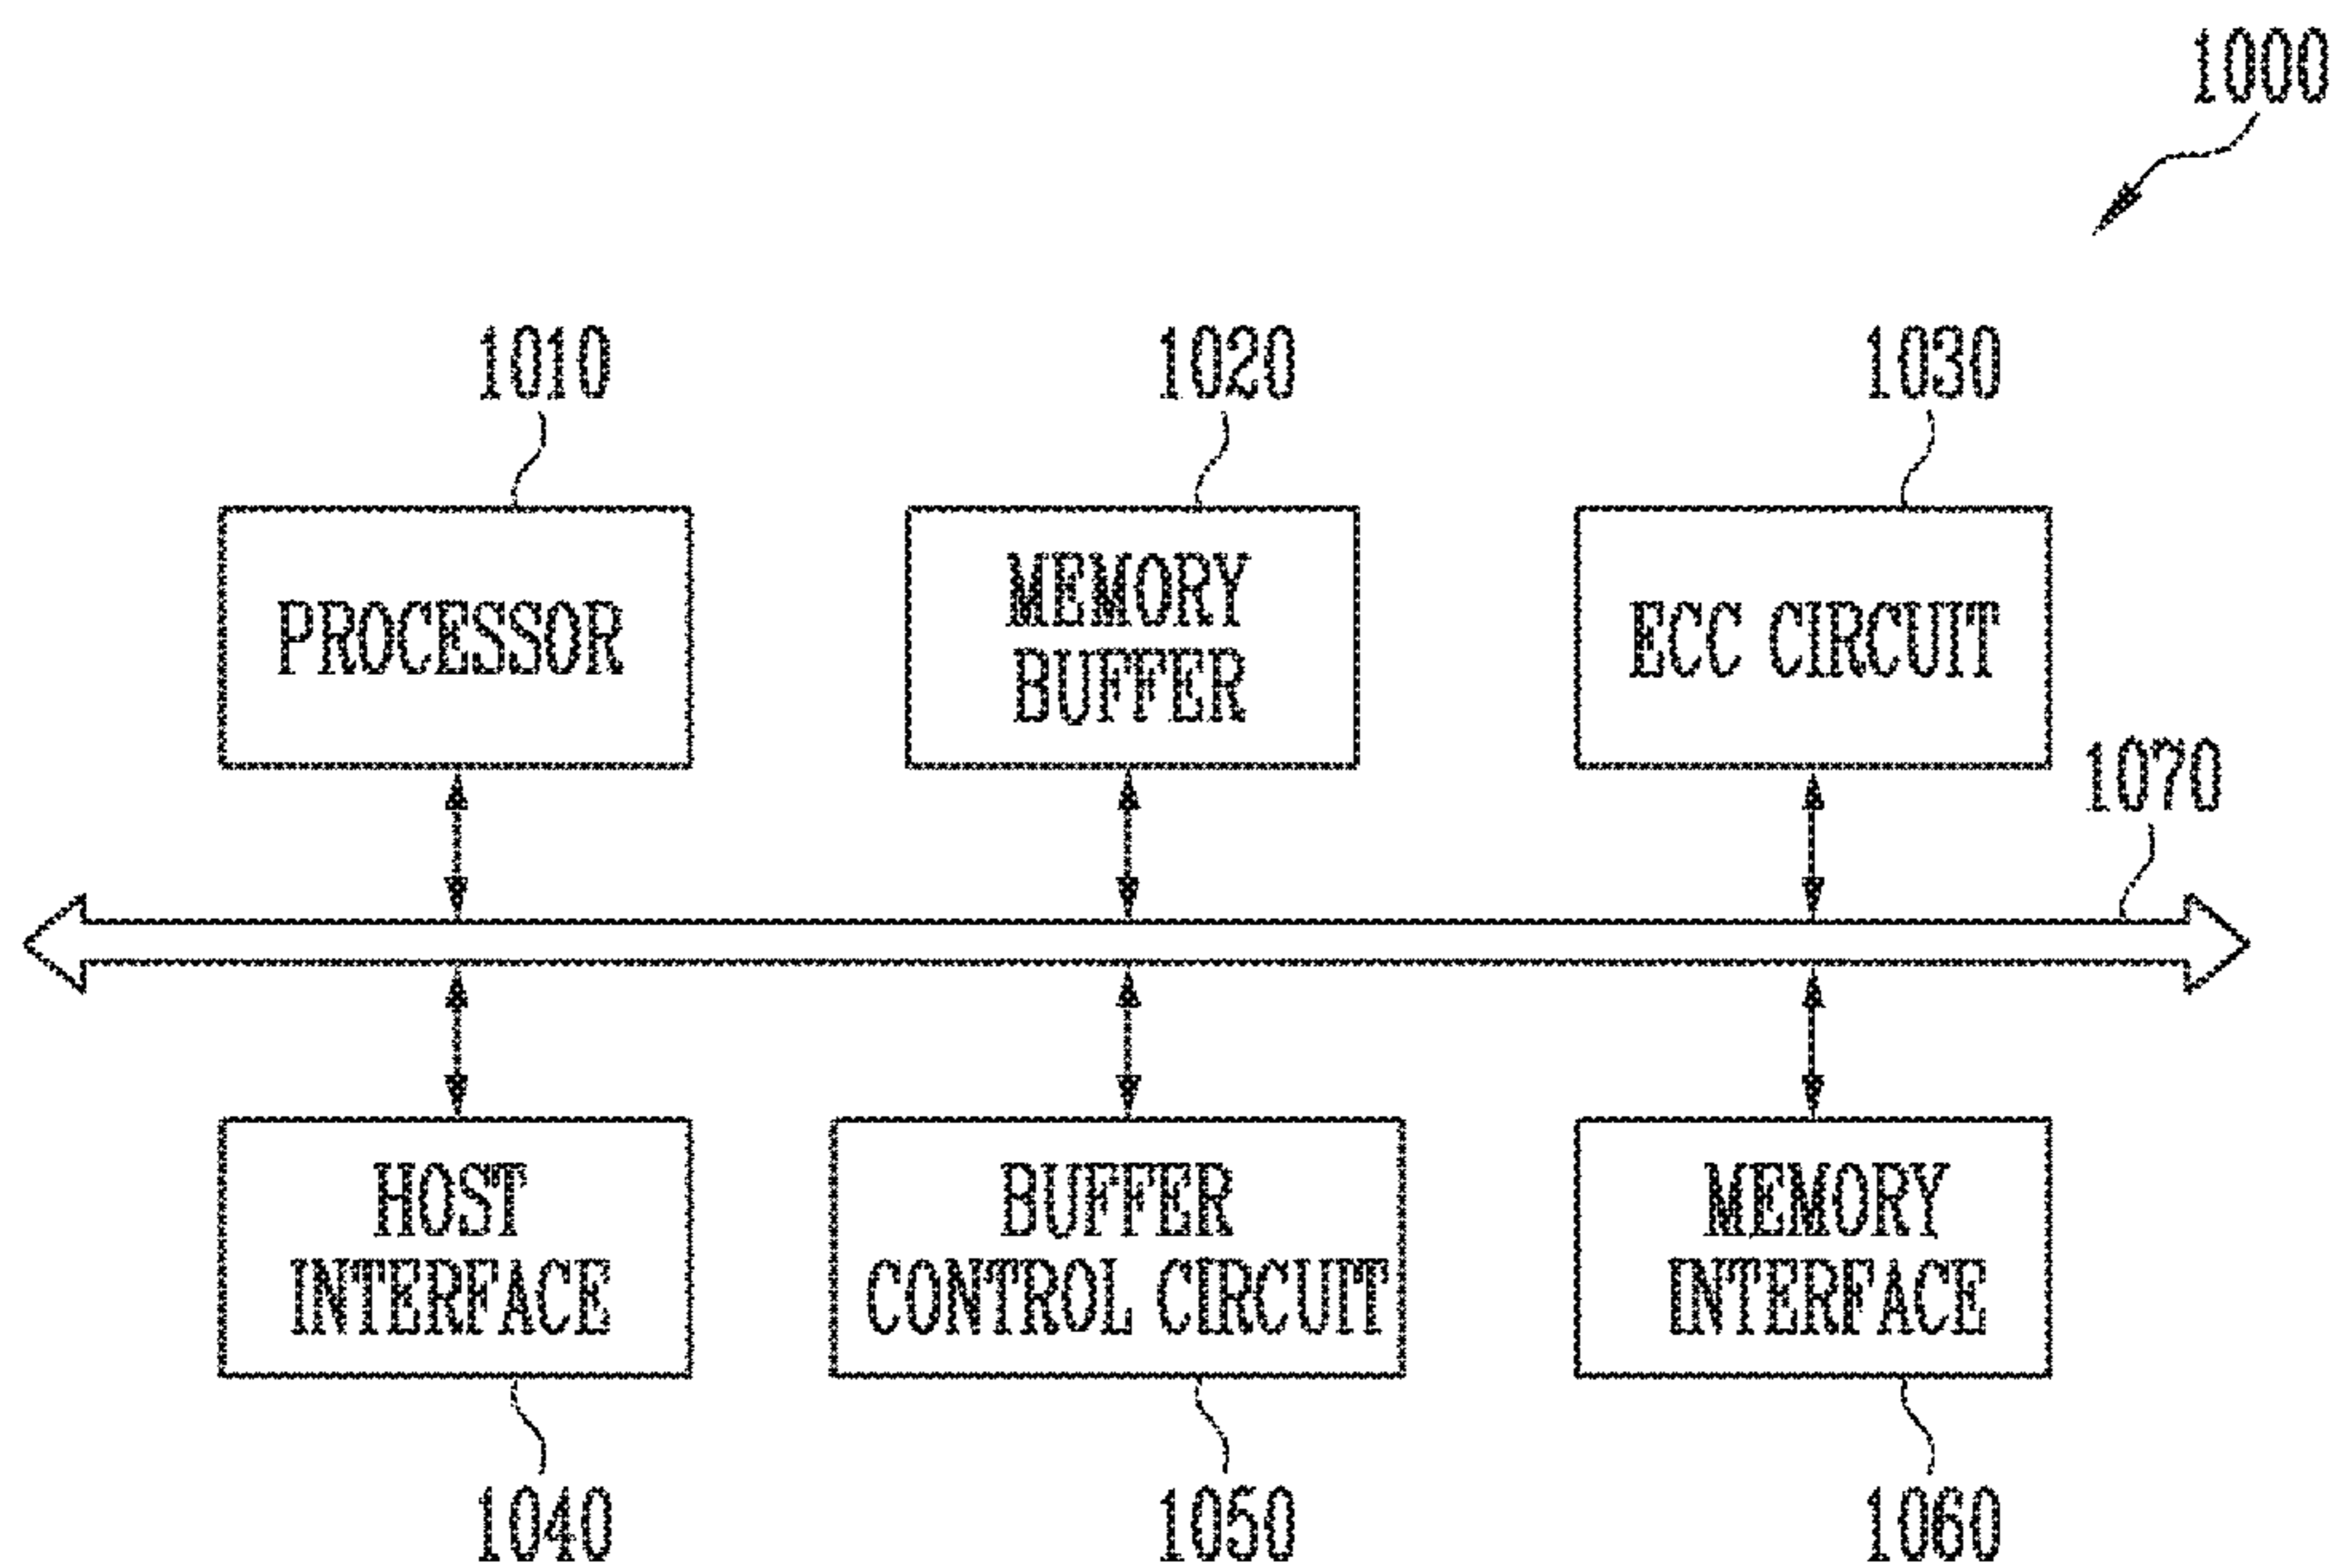 1000
1010
1020
1030
PROCESSOR
MEMORY
BUFFER
ECC CIRCUIT
1070
HOST
INTERFACE
BUFFER
CONTROL CIRCUIT
MEMORY
INTERFACE
1040
1050
1060